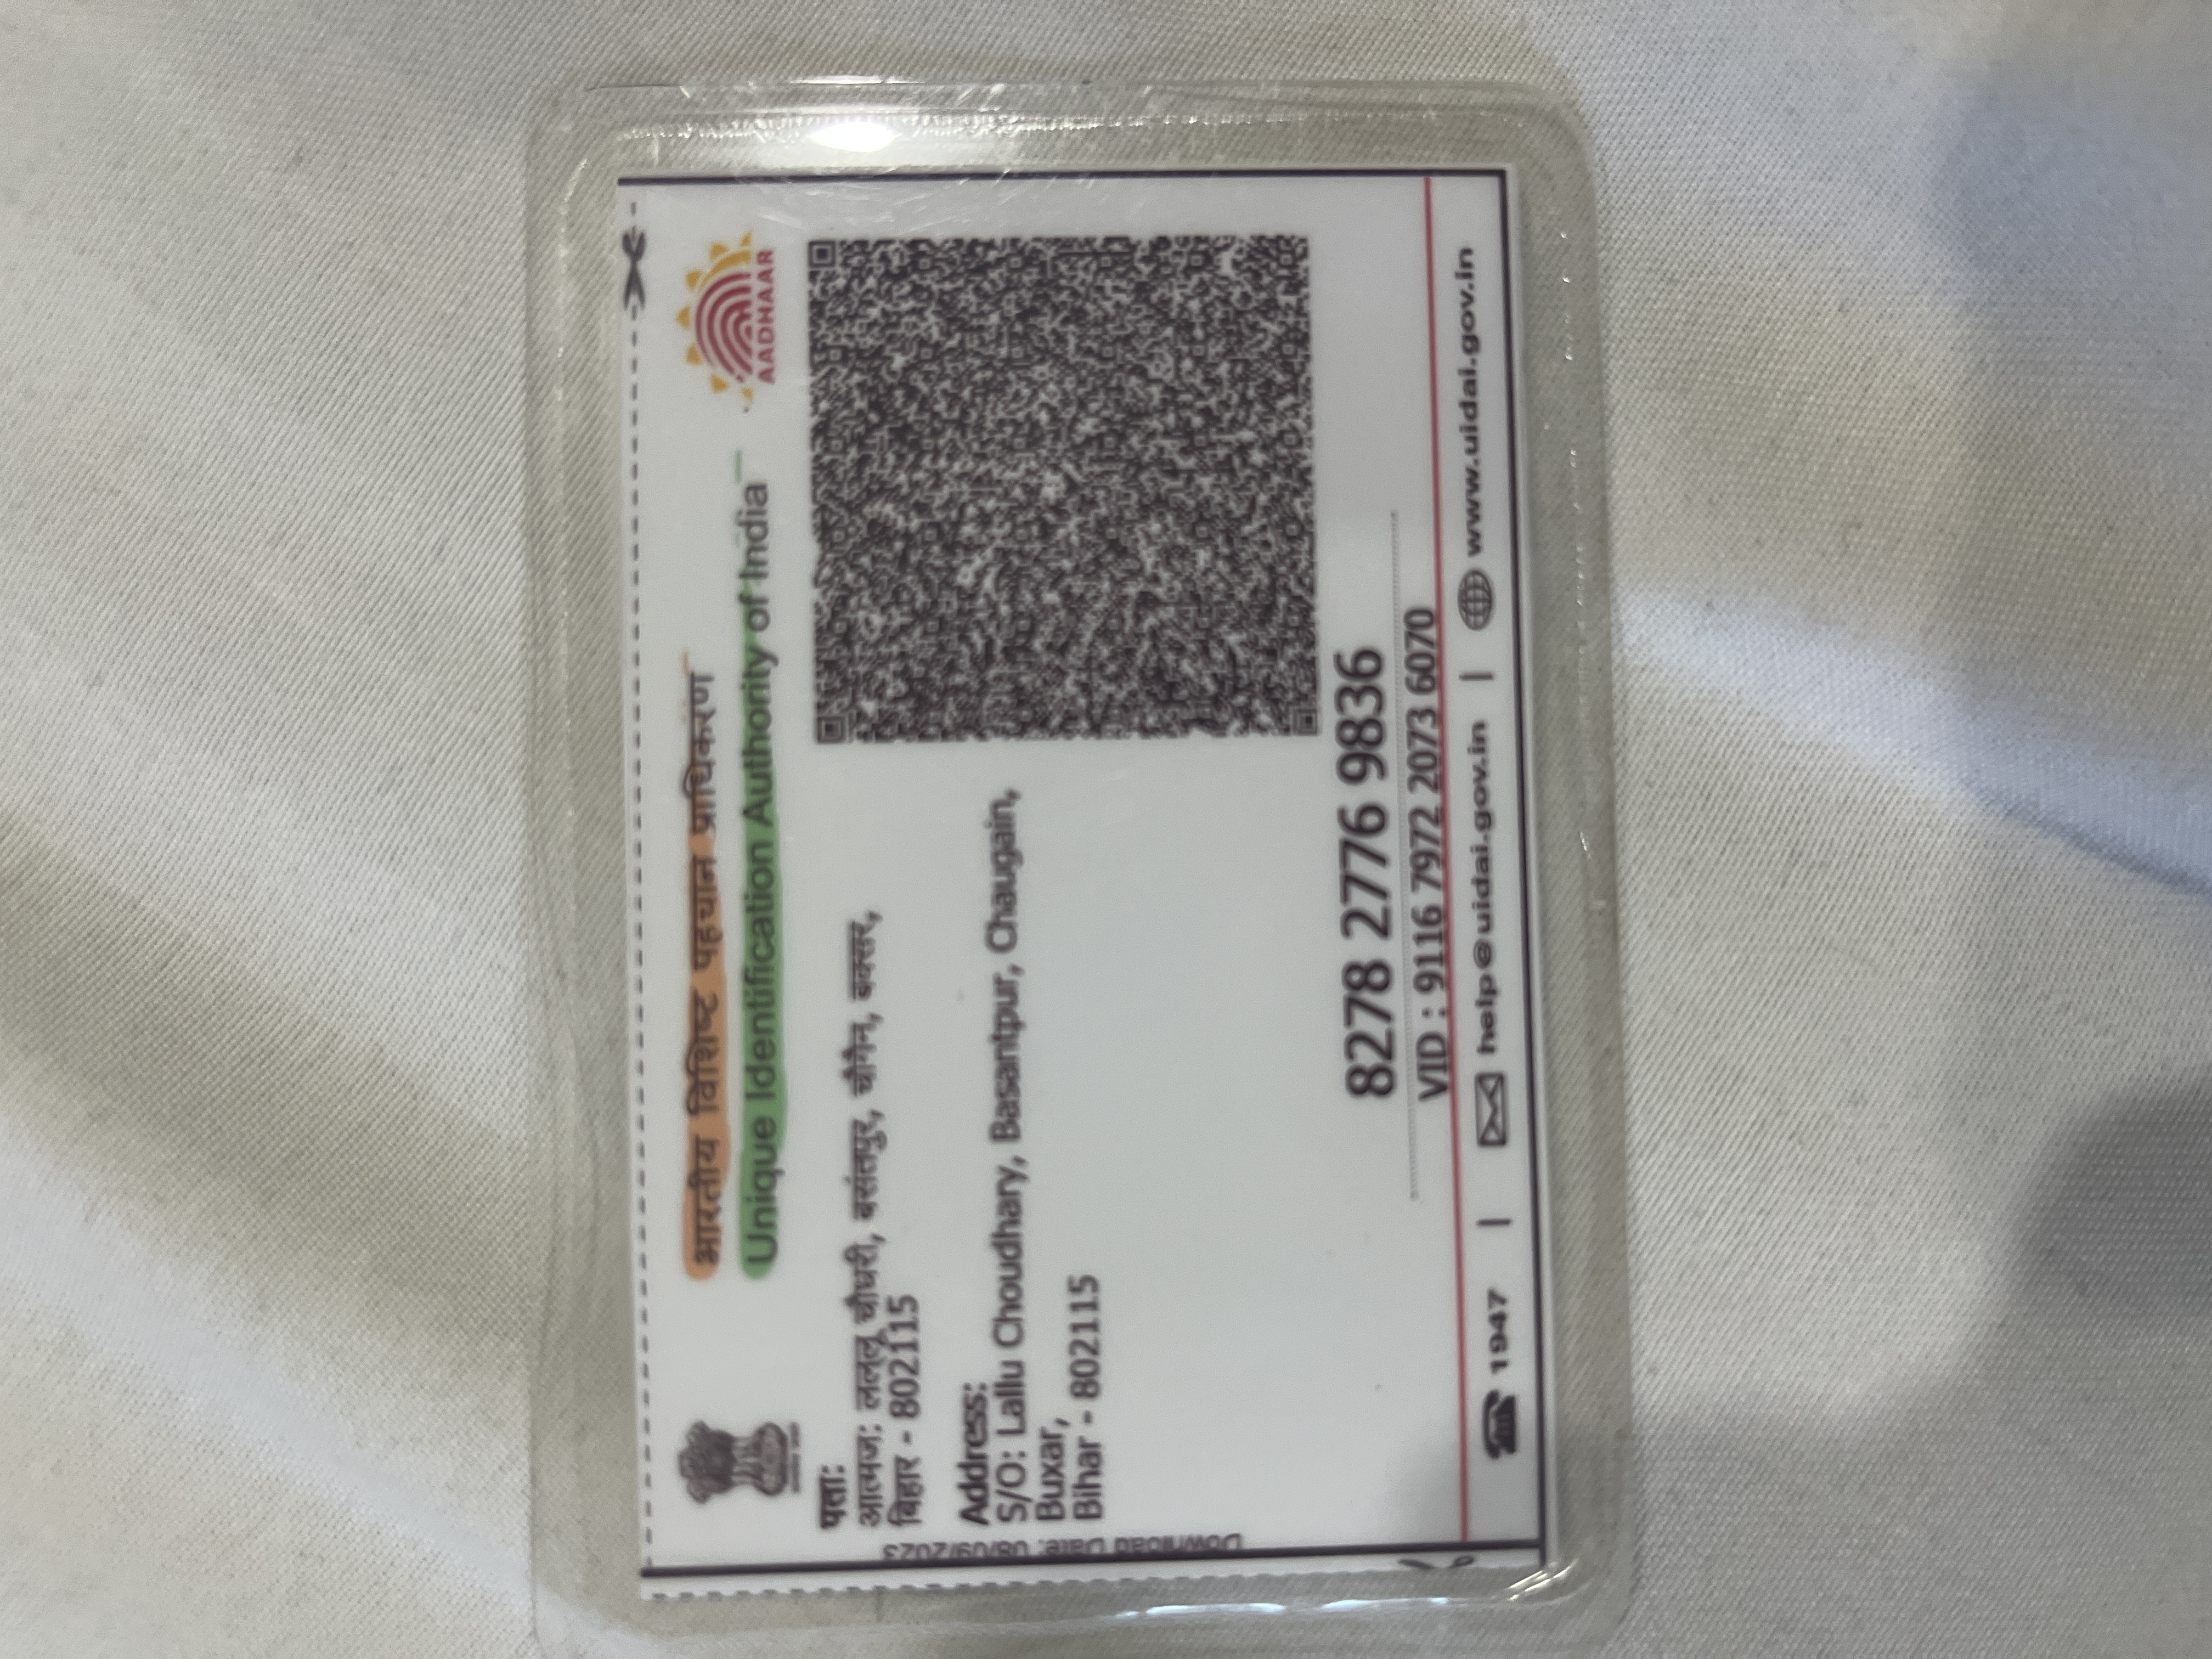 भारतीय विशिष्ट पहचान प्राधिकरण
Unique Identification Authority of India
AADHAAR
पता:
आत्मज: लल्लू चौधरी, बसंतपुर, चौगैन, बक्सर,
बिहार - 802115
Address:
S/O: Lallu Choudhary, Basantpur, Chaugain,
Buxar,
Bihar - 802115
Download Date: 08/09/2023
8278 2776 9836
VID : 9116 7972 2073 6070
1947 | help@uidai.gov.in | www.uidai.gov.in